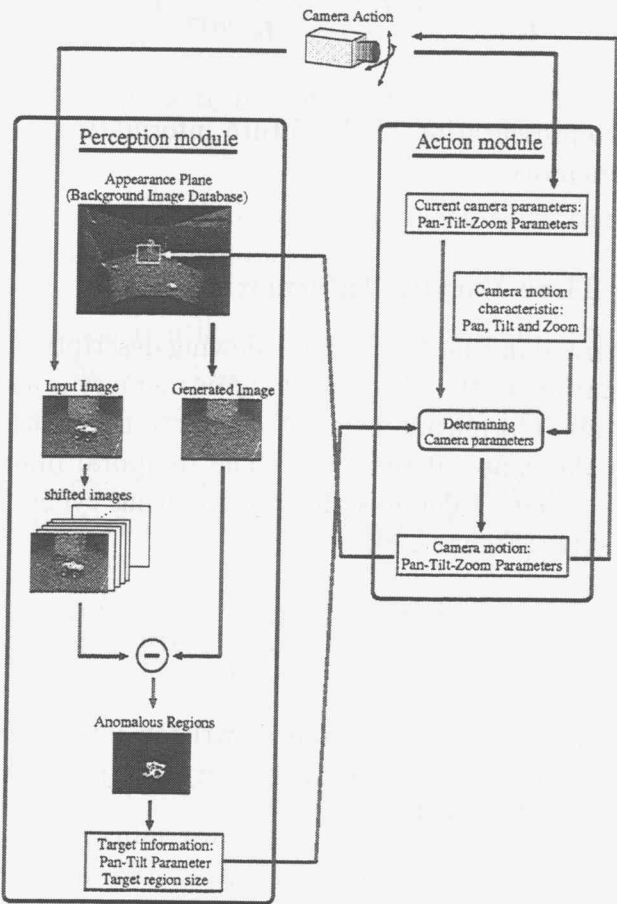 Camera Action
Perception module
Appearance Plane
(Background Image Database)
Input Image
Generated Image
shifted images
Anomalous Regions
Target information:
Pan-Tilt Parameter
Target region size
Action module
Current camera parameters:
Pan-Tilt-Zoom Parameters
Camera motion
characteristic:
Pan, Tilt and Zoom
Determining
Camera parameters
Camera motion:
Pan-Tilt-Zoom Parameters